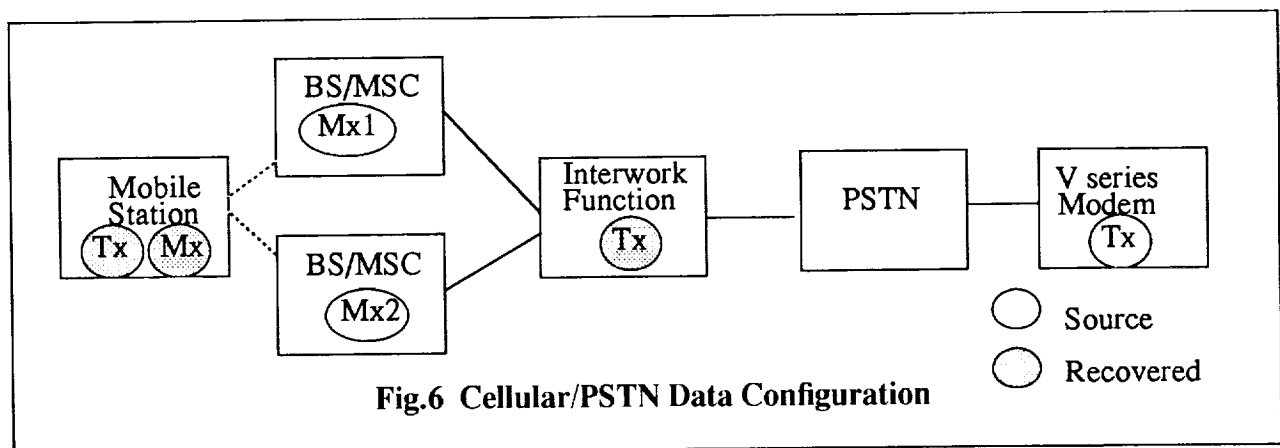 BS/MSC
Mx1
Mobile
Station
Tx
Mx
BS/MSC
Mx2
Interwork
Function
Tx
PSTN
V series
Modem
Tx
Source
Recovered
Fig.6 Cellular/PSTN Data Configuration